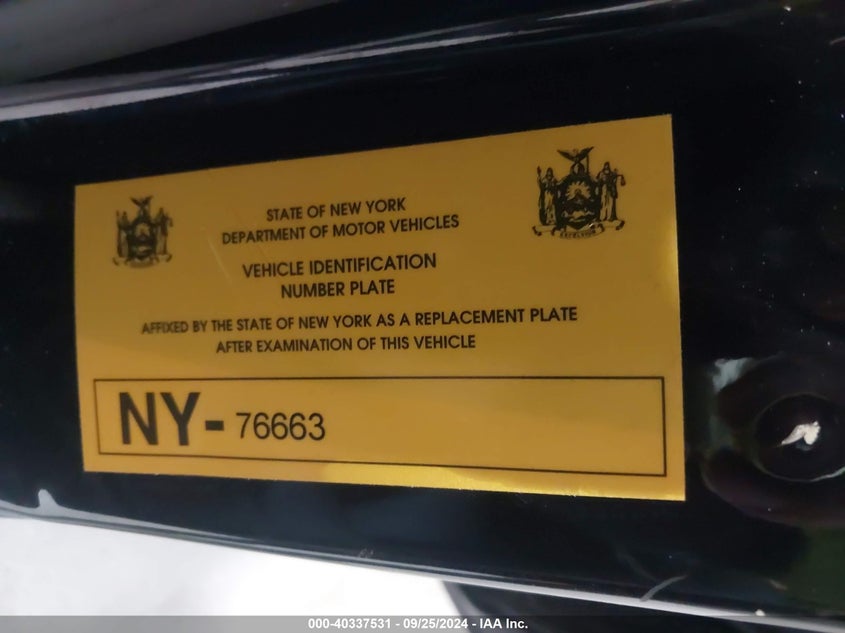 STATE OF NEW YORK
DEPARTMENT OF MOTOR VEHICLES
VEHICLE IDENTIFICATION
NUMBER PLATE
AFFIXED BY THE STATE OF NEW YORK AS A REPLACEMENT PLATE
AFTER EXAMINATION OF THIS VEHICLE
NY-76663
EXCELSIOR
000-40337531 - 09/25/2024 - IAA Inc.